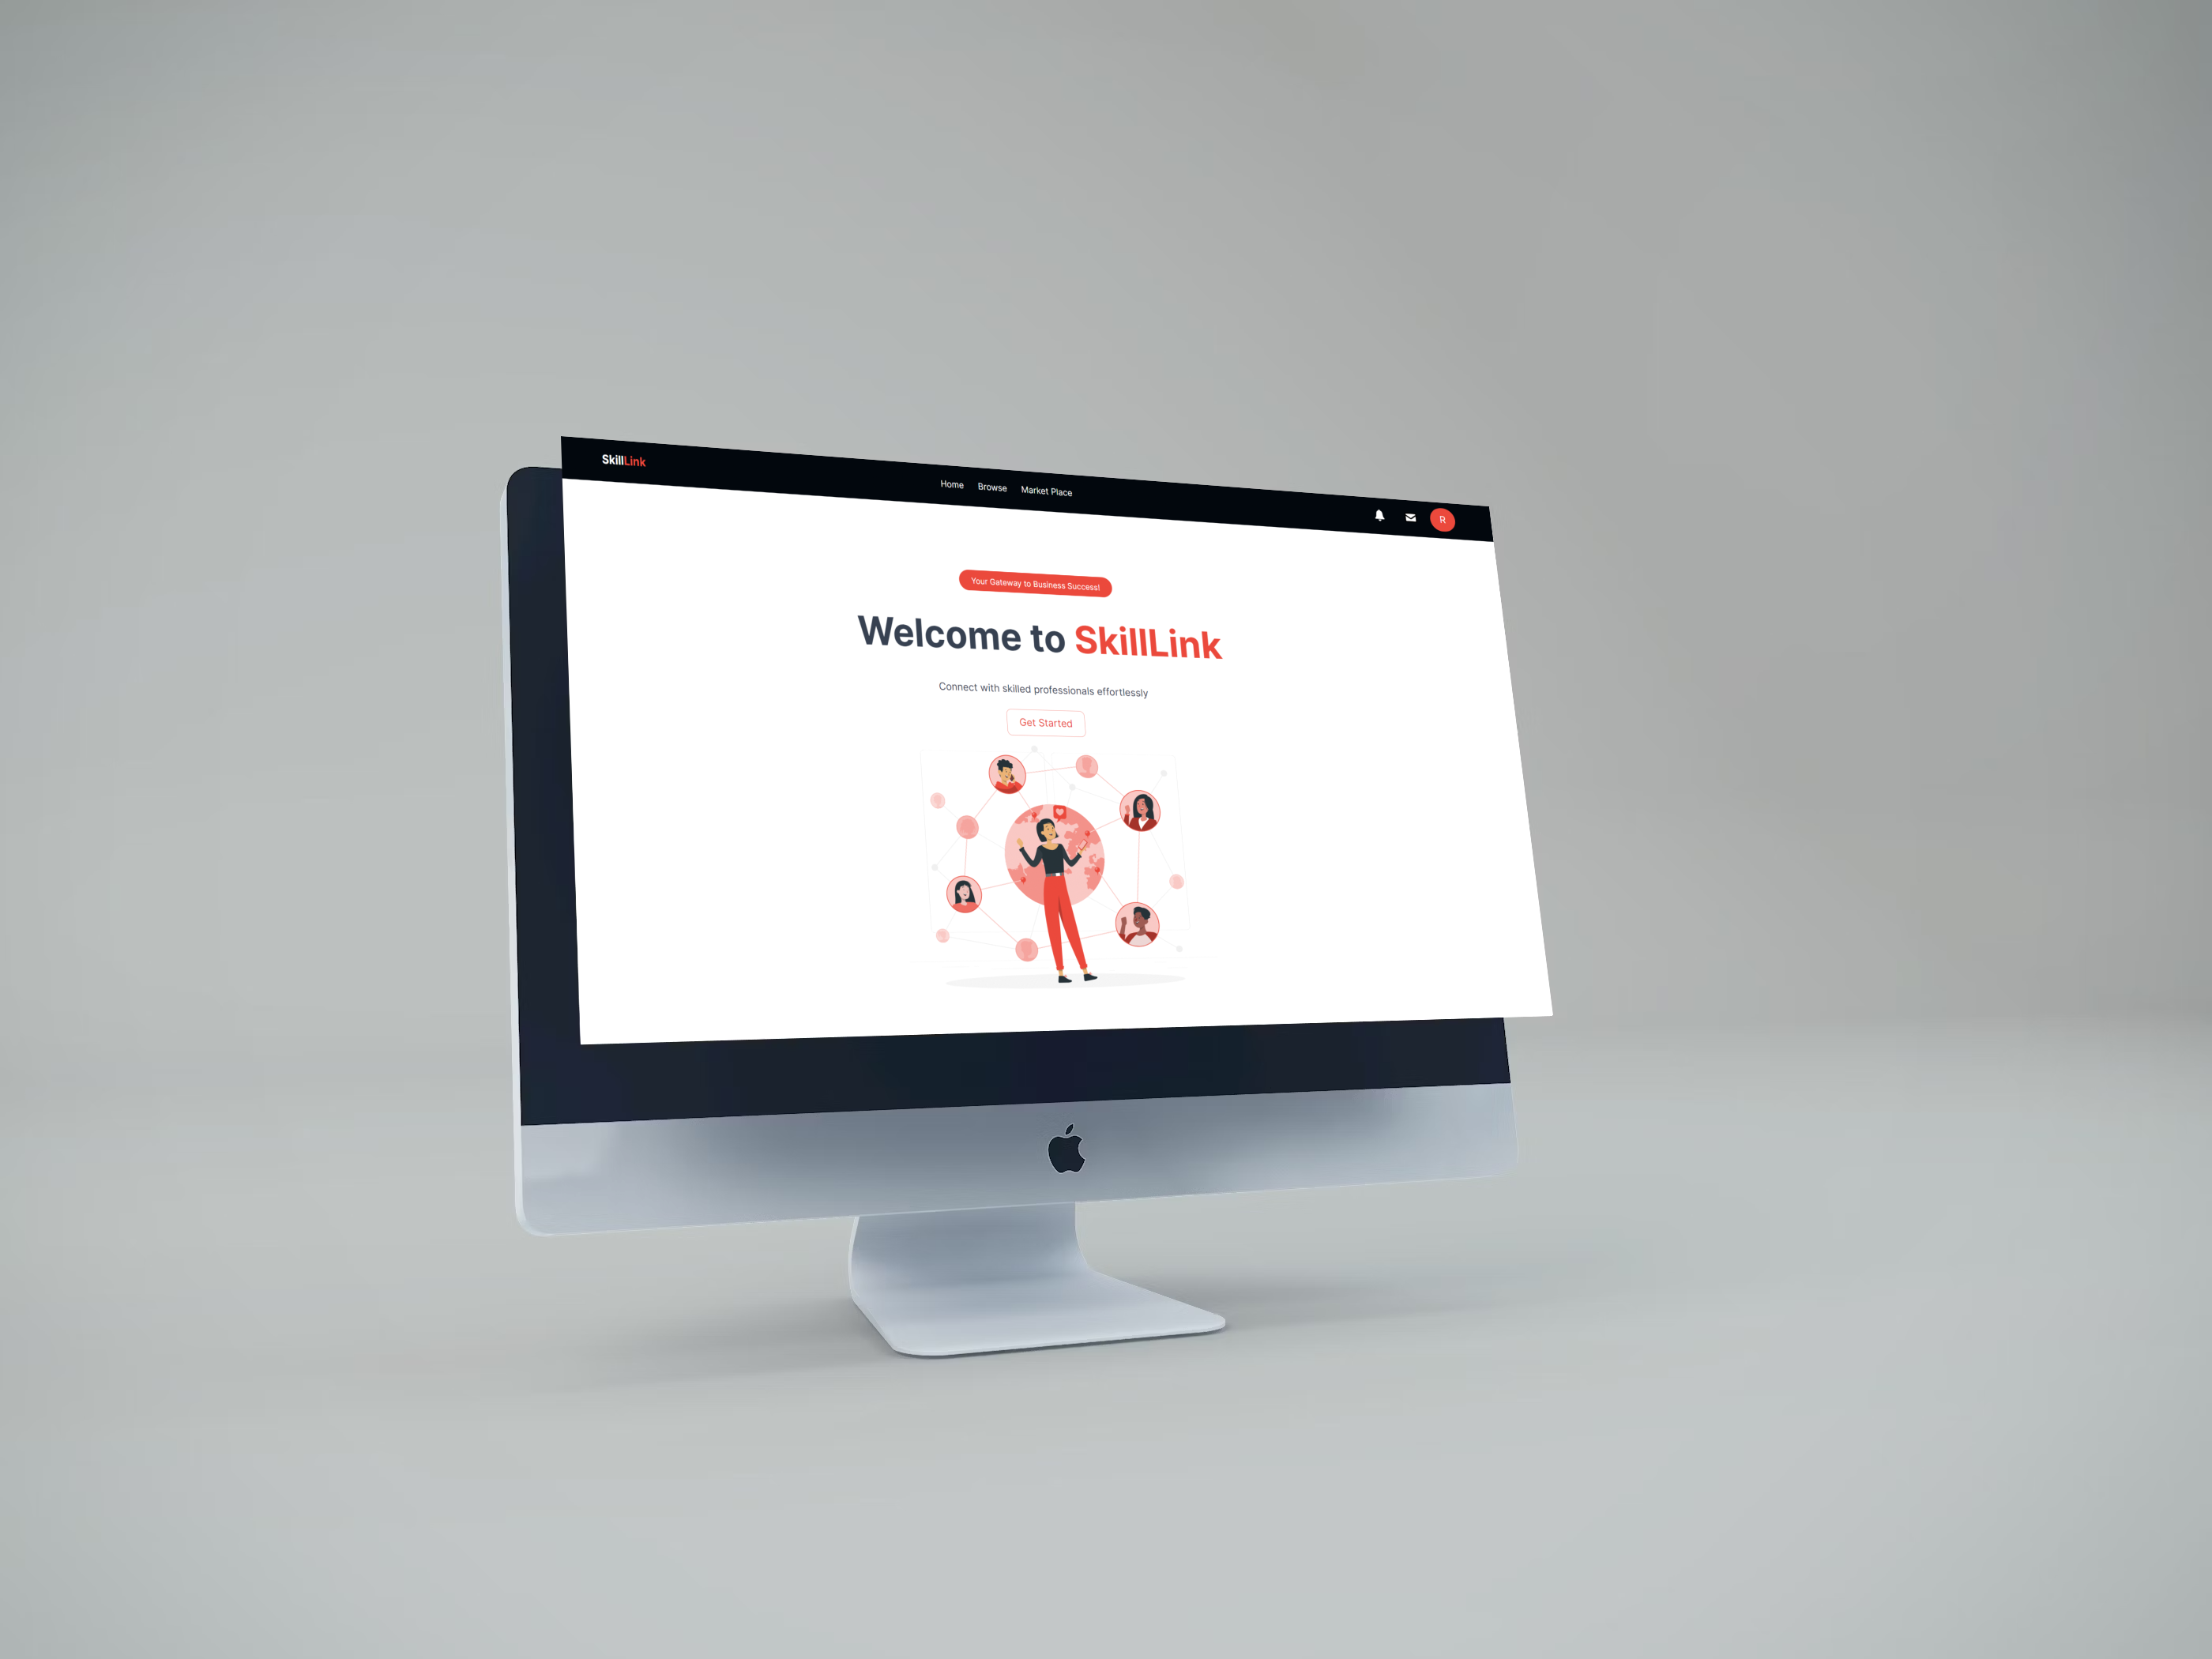 SkillLink
Home Browse Market Place
R
Your Gateway to Business Success!
Welcome to SkillLink
Connect with skilled professionals effortlessly
Get Started